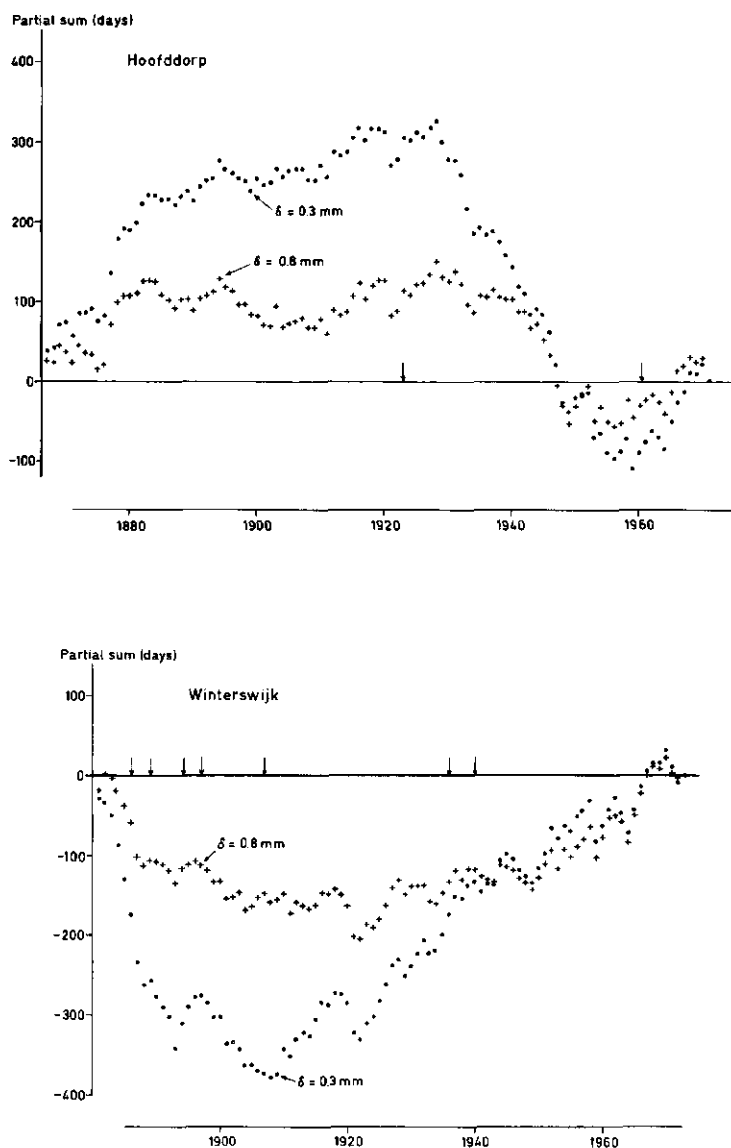 Partial sum (days)
Hoofddorp
400
300
δ = 0.3 mm
200
δ = 0.8 mm
100
0
-100
1880 1900 1920 1940 1960
Partial sum (days)
Winterswijk
100
0
δ = 0.8 mm
-100
-200
-300
δ = 0.3 mm
-400
1900 1920 1940 1960